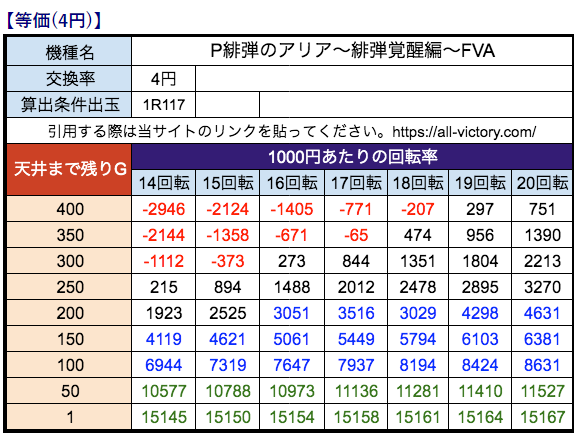 【等価(4円)】
機種名 P緋弾のアリア～緋弾覚醒編～FVA
交換率 4円
算出条件出玉 1R117
引用する際は当サイトのリンクを貼ってください。https://all-victory.com/
天井まで残りG 1000円あたりの回転率
14回転 15回転 16回転 17回転 18回転 19回転 20回転
400 -2946 -2124 -1405 -771 -207 297 751
350 -2144 -1358 -671 -65 474 956 1390
300 -1112 -373 273 844 1351 1804 2213
250 215 894 1488 2012 2478 2895 3270
200 1923 2525 3051 3516 3029 4298 4631
150 4119 4621 5061 5449 5794 6103 6381
100 6944 7319 7647 7937 8194 8424 8631
50 10577 10788 10973 11136 11281 11410 11527
1 15145 15150 15154 15158 15161 15164 15167